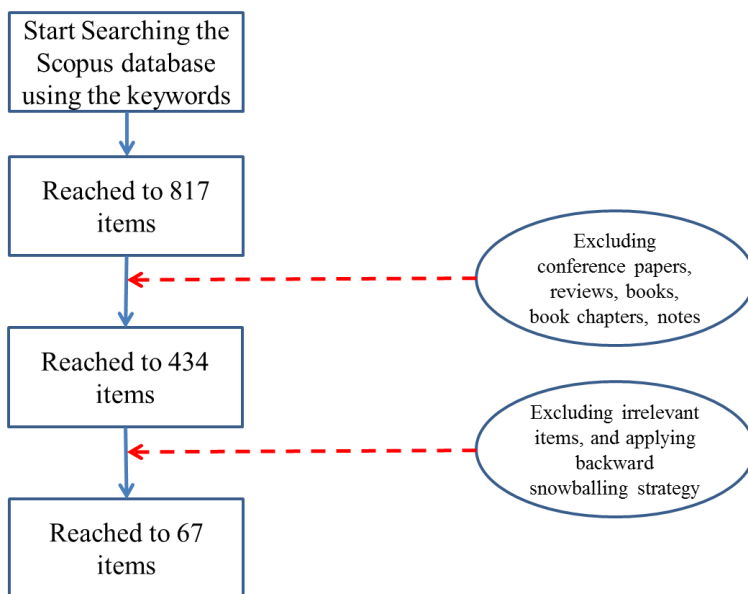 Start Searching the
Scopus database
using the keywords
Reached to 817
items
Excluding
conference papers,
reviews, books,
book chapters, notes
Reached to 434
items
Excluding irrelevant
items, and applying
backward
snowballing strategy
Reached to 67
items